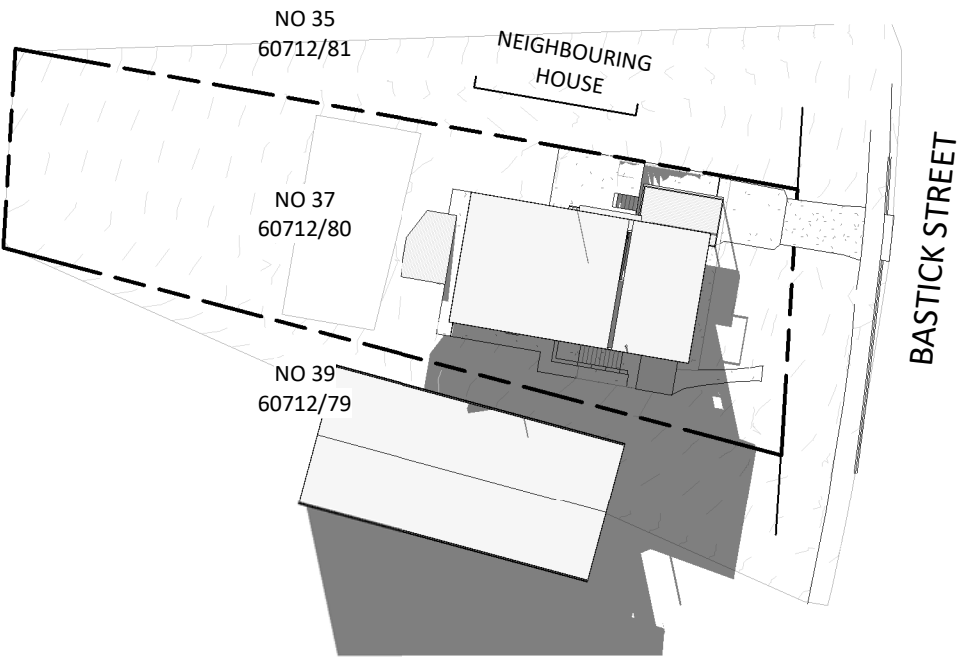 NO 35
60712/81
NEIGHBOURING
HOUSE
NO 37
60712/80
BASTICK STREET
NO 39
60712/79